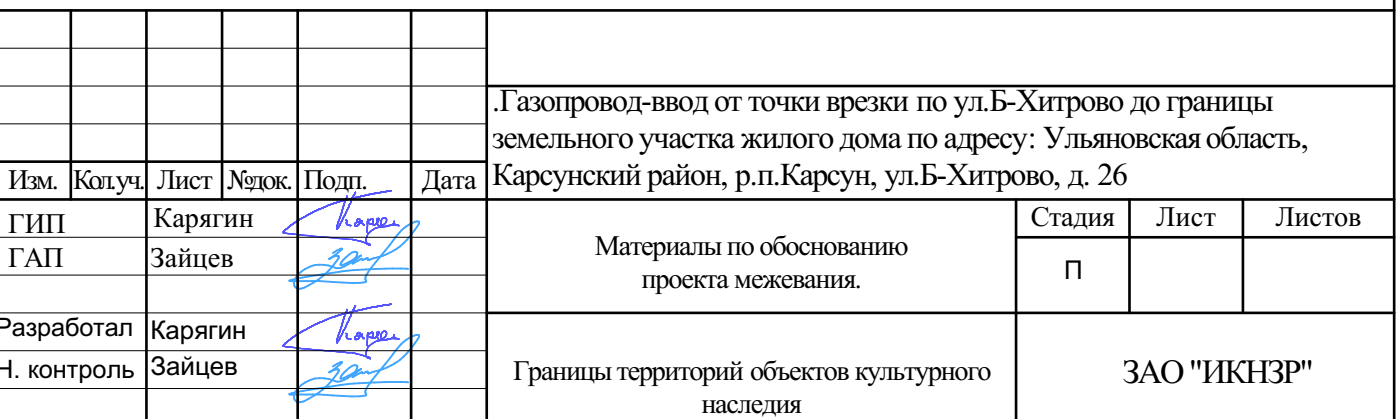 .Газопровод-ввод от точки врезки по ул.Б-Хитрово до границы
земельного участка жилого дома по адресу: Ульяновская область,
Карсунский район, р.п.Карсун, ул.Б-Хитрово, д. 26
Изм. Кол.уч. Лист №док. Подп. Дата
ГИП Карягин
ГАП Зайцев
Материалы по обоснованию
проекта межевания.
Стадия Лист Листов
П
Разработал Карягин
Н. контроль Зайцев
Границы территорий объектов культурного
наследия
ЗАО "ИКНЗР"